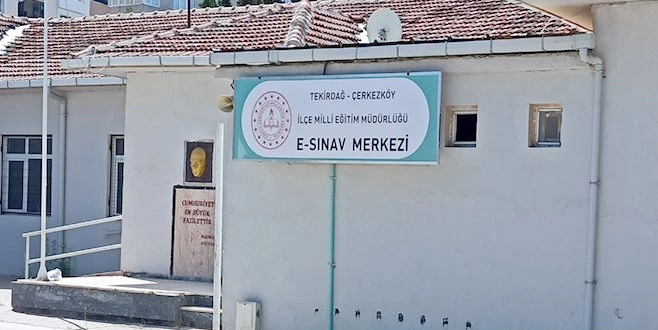 TEKİRDAĞ - ÇERKEZKÖY
İLÇE MİLLİ EĞİTİM MÜDÜRLÜĞÜ
E-SINAV MERKEZİ
CUMHURİYET
EN BÜYÜK
FAZİLETTİR